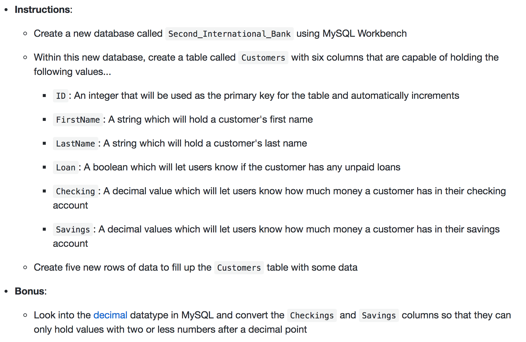 Instructions:
Create a new database called Second_International_Bank using MySQL Workbench
Within this new database, create a table called Customers with six columns that are capable of holding the
following values...
ID : An integer that will be used as the primary key for the table and automatically increments
FirstName : A string which will hold a customer's first name
LastName : A string which will hold a customer's last name
Loan : A boolean which will let users know if the customer has any unpaid loans
Checking : A decimal value which will let users know how much money a customer has in their checking
account
Savings : A decimal values which will let users know how much money a customer has in their savings
account
Create five new rows of data to fill up the Customers table with some data
Bonus:
Look into the decimal datatype in MySQL and convert the Checkings and Savings columns so that they can
only hold values with two or less numbers after a decimal point